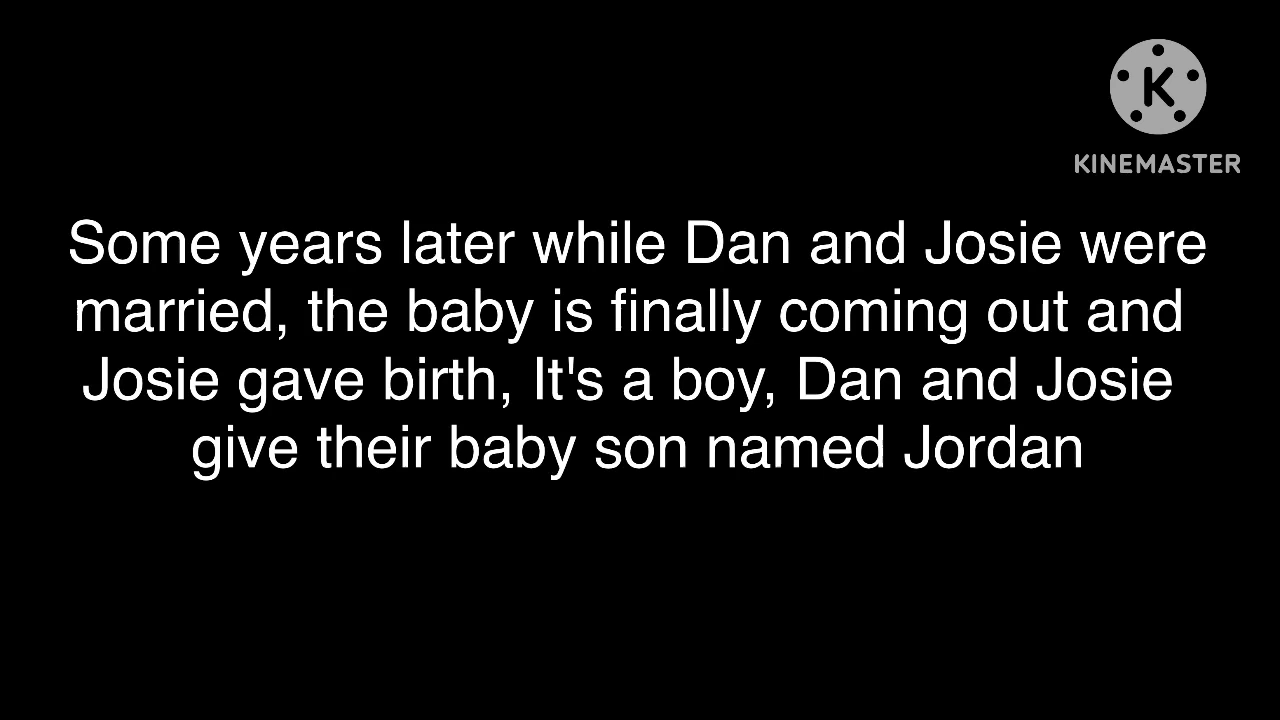 K
KINEMASTER
Some years later while Dan and Josie were
married, the baby is finally coming out and
Josie gave birth, It's a boy, Dan and Josie
give their baby son named Jordan